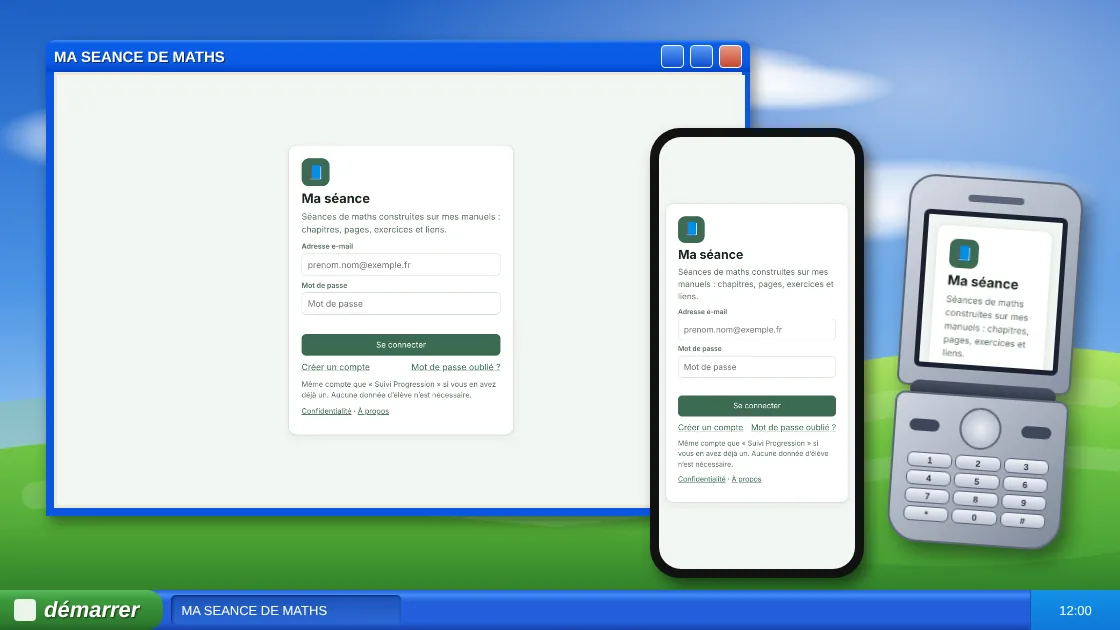 MA SEANCE DE MATHS
Ma séance
Séances de maths construites sur mes manuels :
chapitres, pages, exercices et liens.
Adresse e-mail
prenom.nom@exemple.fr
Mot de passe
Mot de passe
Se connecter
Créer un compte Mot de passe oublié ?
Même compte que « Suivi Progression » si vous en avez
déjà un. Aucune donnée d'élève n'est nécessaire.
Confidentialité · À propos
Ma séance
Séances de maths construites sur mes
manuels : chapitres, pages, exercices et
liens.
Adresse e-mail
prenom.nom@exemple.fr
Mot de passe
Mot de passe
Se connecter
Créer un compte Mot de passe oublié ?
Même compte que « Suivi Progression » si
vous en avez déjà un. Aucune donnée d'élève
n'est nécessaire.
Confidentialité · À propos
Ma séance
Séances de maths
construites sur mes
manuels : chapitres,
pages, exercices et
liens.
1 2 3
4 5 6
7 8 9
* 0 #
démarrer
MA SEANCE DE MATHS
12:00